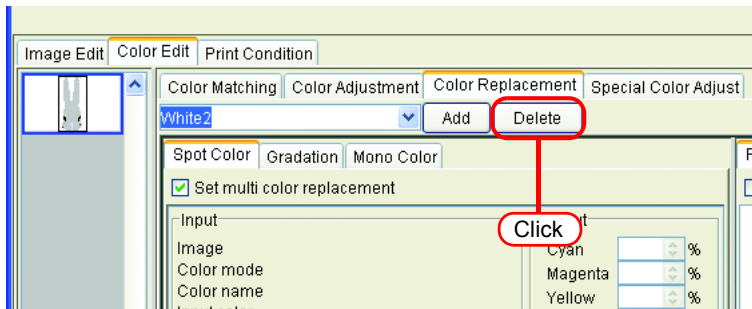 Image Edit Color Edit Print Condition
Color Matching Color Adjustment Color Replacement Special Color Adjust
White2 Add Delete
Spot Color Gradation Mono Color
Set multi color replacement
Input
Click
Image
Cyan %
Color mode
Magenta %
Color name
Yellow %